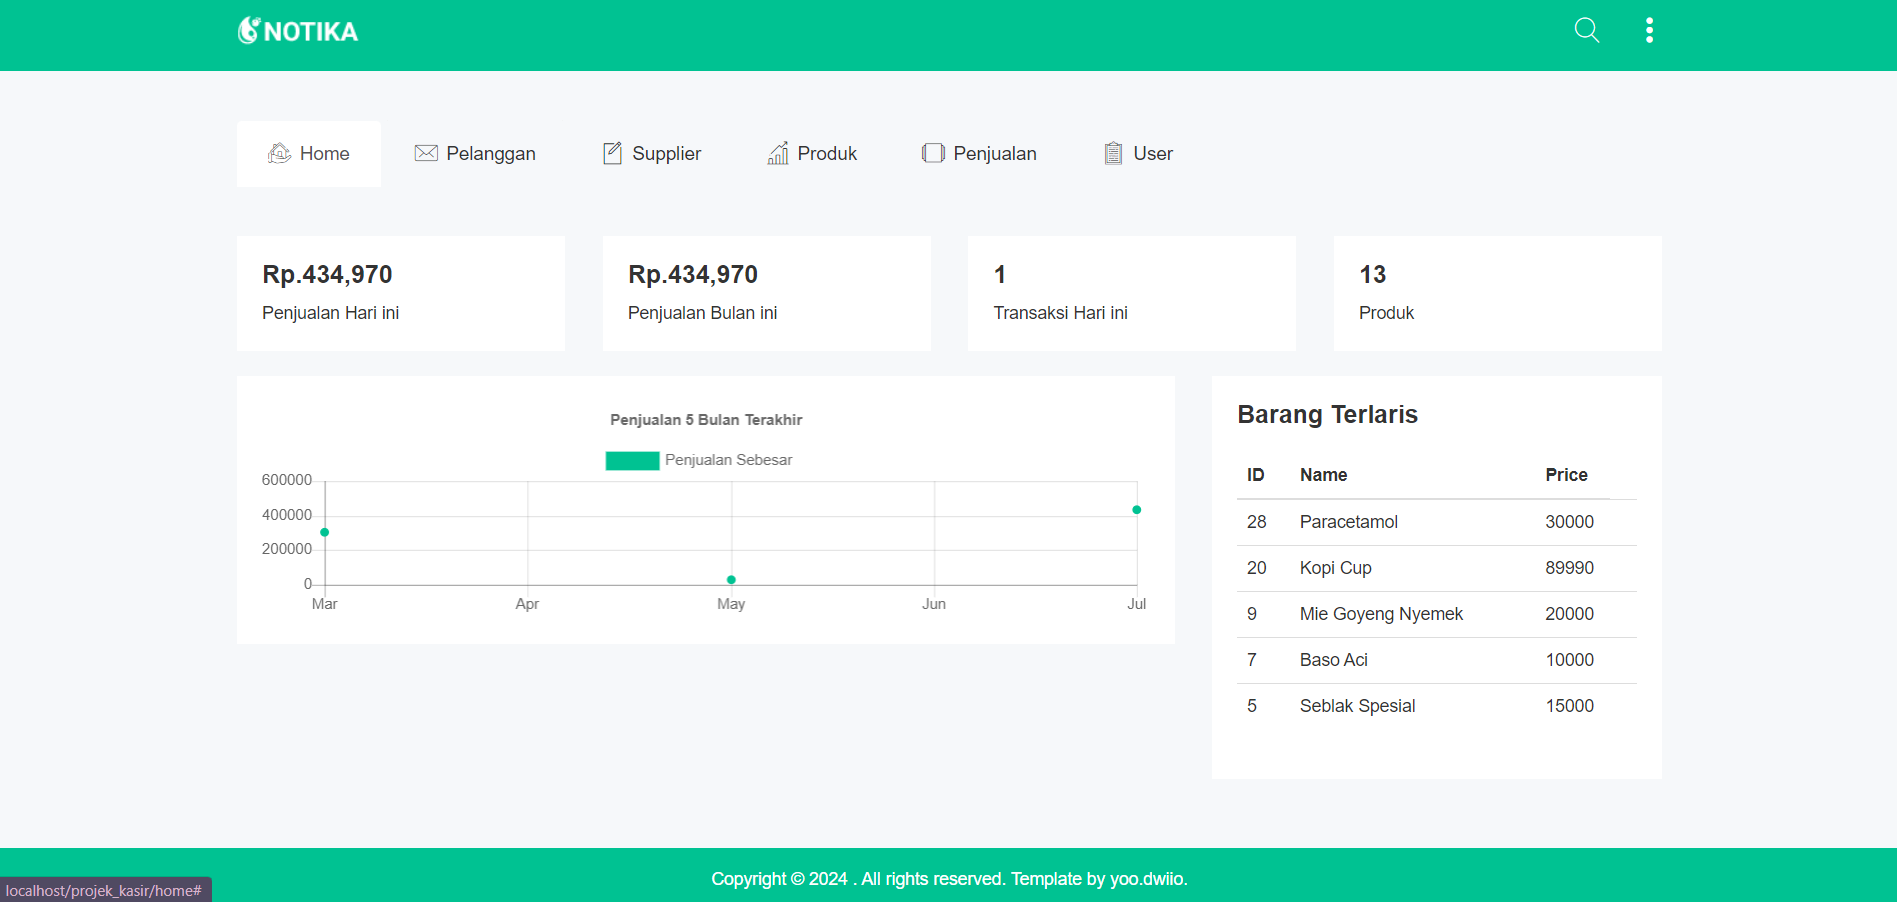 NOTIKA
Home Pelanggan Supplier Produk Penjualan User
Rp.434,970 Rp.434,970 1 13
Penjualan Hari ini Penjualan Bulan ini Transaksi Hari ini Produk
Penjualan 5 Bulan Terakhir
Penjualan Sebesar
600000
400000
200000
0
Mar Apr May Jun Jul
Barang Terlaris
ID Name Price
28 Paracetamol 30000
20 Kopi Cup 89990
9 Mie Goyeng Nyemek 20000
7 Baso Aci 10000
5 Seblak Spesial 15000
Copyright © 2024 . All rights reserved. Template by yoo.dwiio.
localhost/projek_kasir/home#